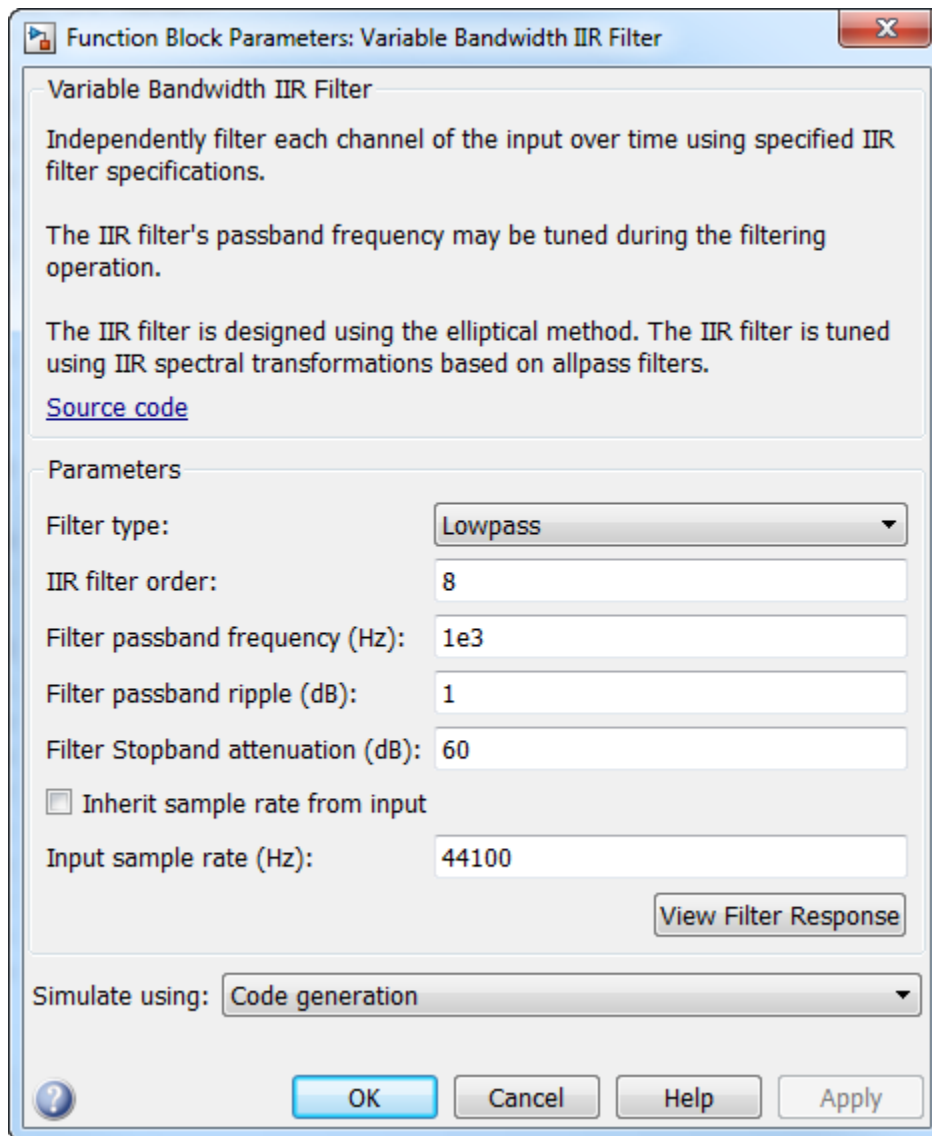 Function Block Parameters: Variable Bandwidth IIR Filter
Variable Bandwidth IIR Filter
Independently filter each channel of the input over time using specified IIR
filter specifications.
The IIR filter's passband frequency may be tuned during the filtering
operation.
The IIR filter is designed using the elliptical method. The IIR filter is tuned
using IIR spectral transformations based on allpass filters.
Source code
Parameters
Filter type: Lowpass
IIR filter order: 8
Filter passband frequency (Hz): 1e3
Filter passband ripple (dB): 1
Filter Stopband attenuation (dB): 60
Inherit sample rate from input
Input sample rate (Hz): 44100
View Filter Response
Simulate using: Code generation
? OK Cancel Help Apply